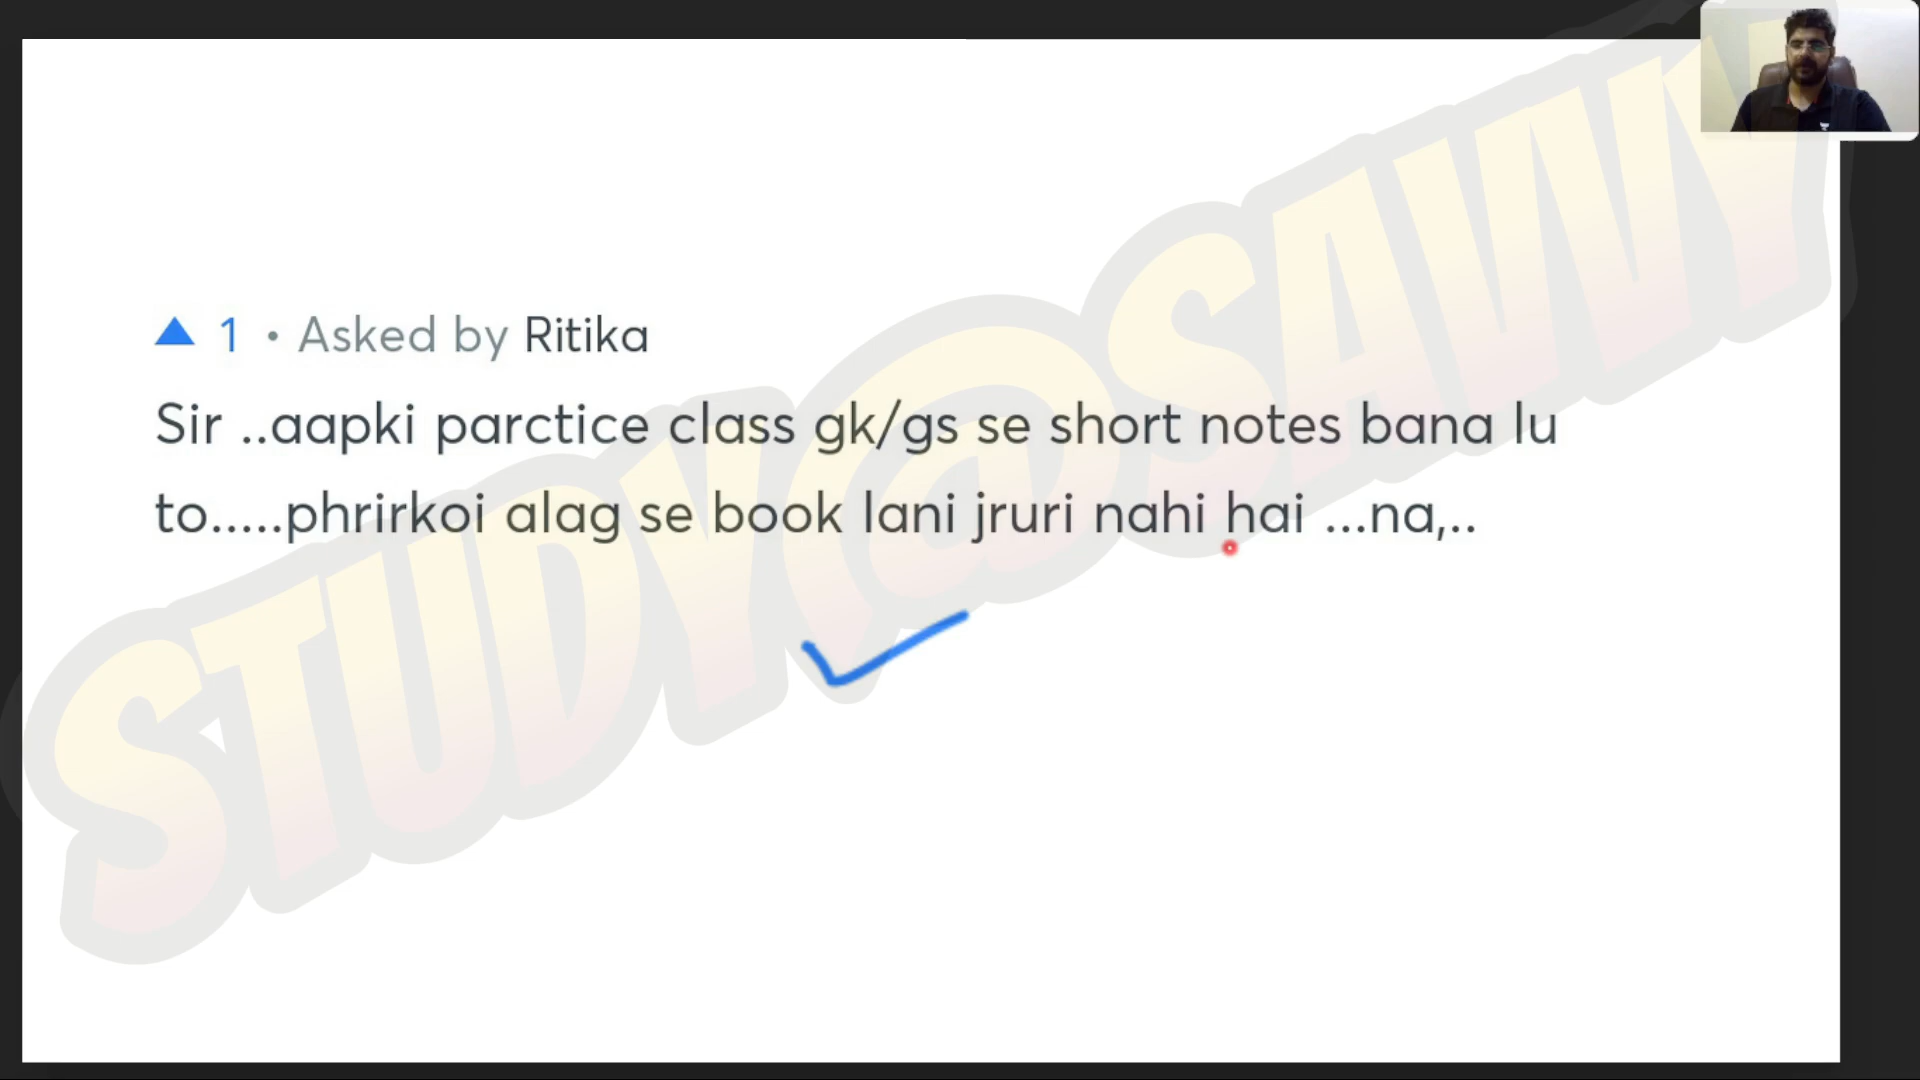 1 • Asked by Ritika
Sir ..aapki parctice class gk/gs se short notes bana lu
to.....phrirkoi alag se book lani jruri nahi hai ...na,..
STUDY@SAVVY